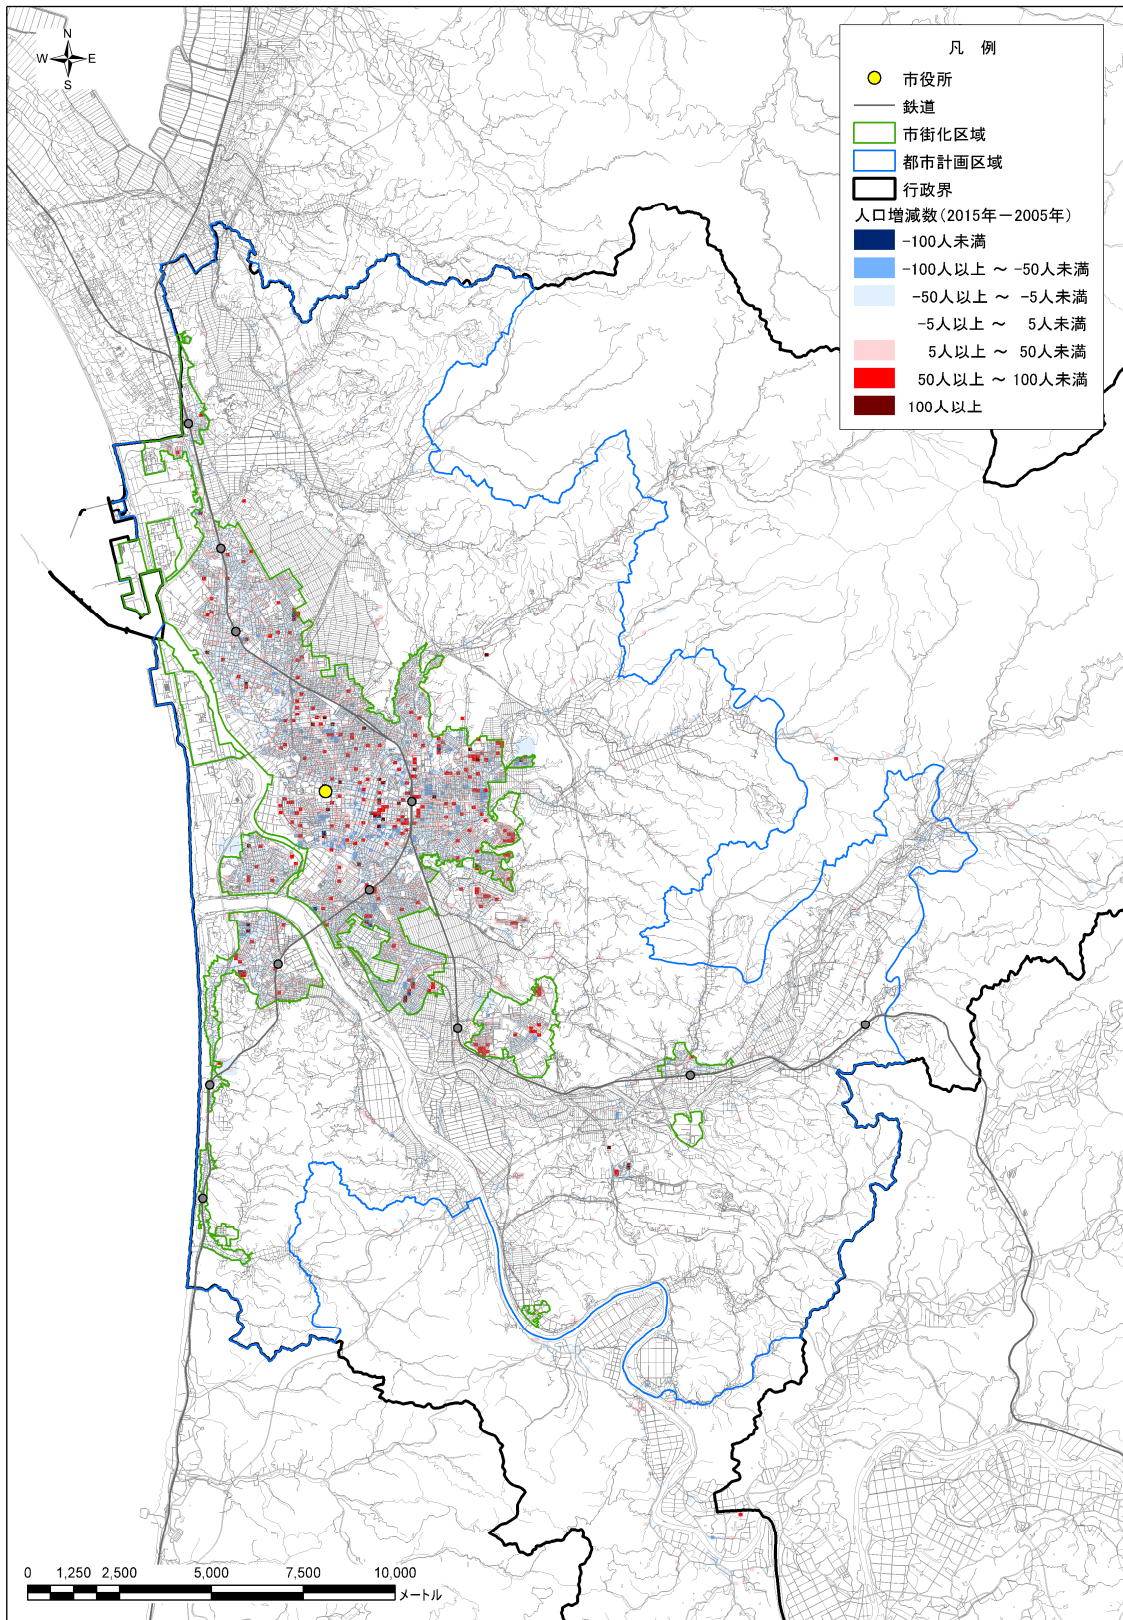 N
W E
S
凡 例
市役所
鉄道
市街化区域
都市計画区域
行政界
人口増減数(2015年－2005年)
-100人未満
-100人以上 ～ -50人未満
-50人以上 ～ -5人未満
-5人以上 ～ 5人未満
5人以上 ～ 50人未満
50人以上 ～ 100人未満
100人以上
0 1,250 2,500 5,000 7,500 10,000
メートル